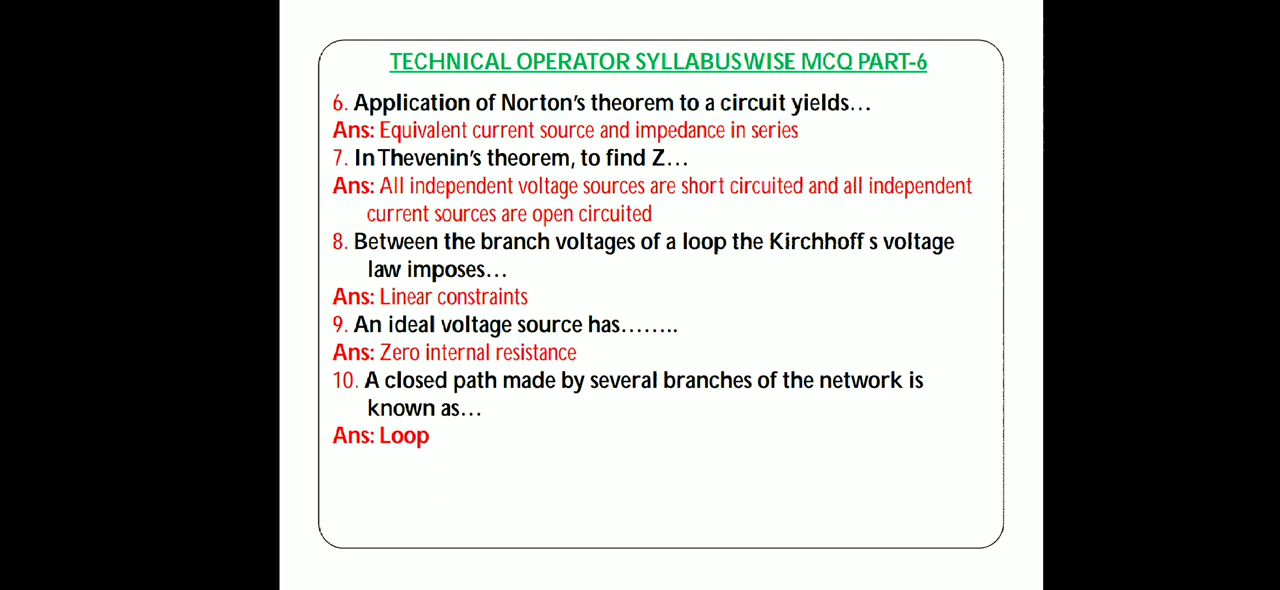 TECHNICAL OPERATOR SYLLABUSWISE MCQ PART-6
6. Application of Norton's theorem to a circuit yields...
Ans: Equivalent current source and impedance in series
7. In Thevenin's theorem, to find Z...
Ans: All independent voltage sources are short circuited and all independent
current sources are open circuited
8. Between the branch voltages of a loop the Kirchhoff s voltage
law imposes...
Ans: Linear constraints
9. An ideal voltage source has........
Ans: Zero internal resistance
10. A closed path made by several branches of the network is
known as...
Ans: Loop